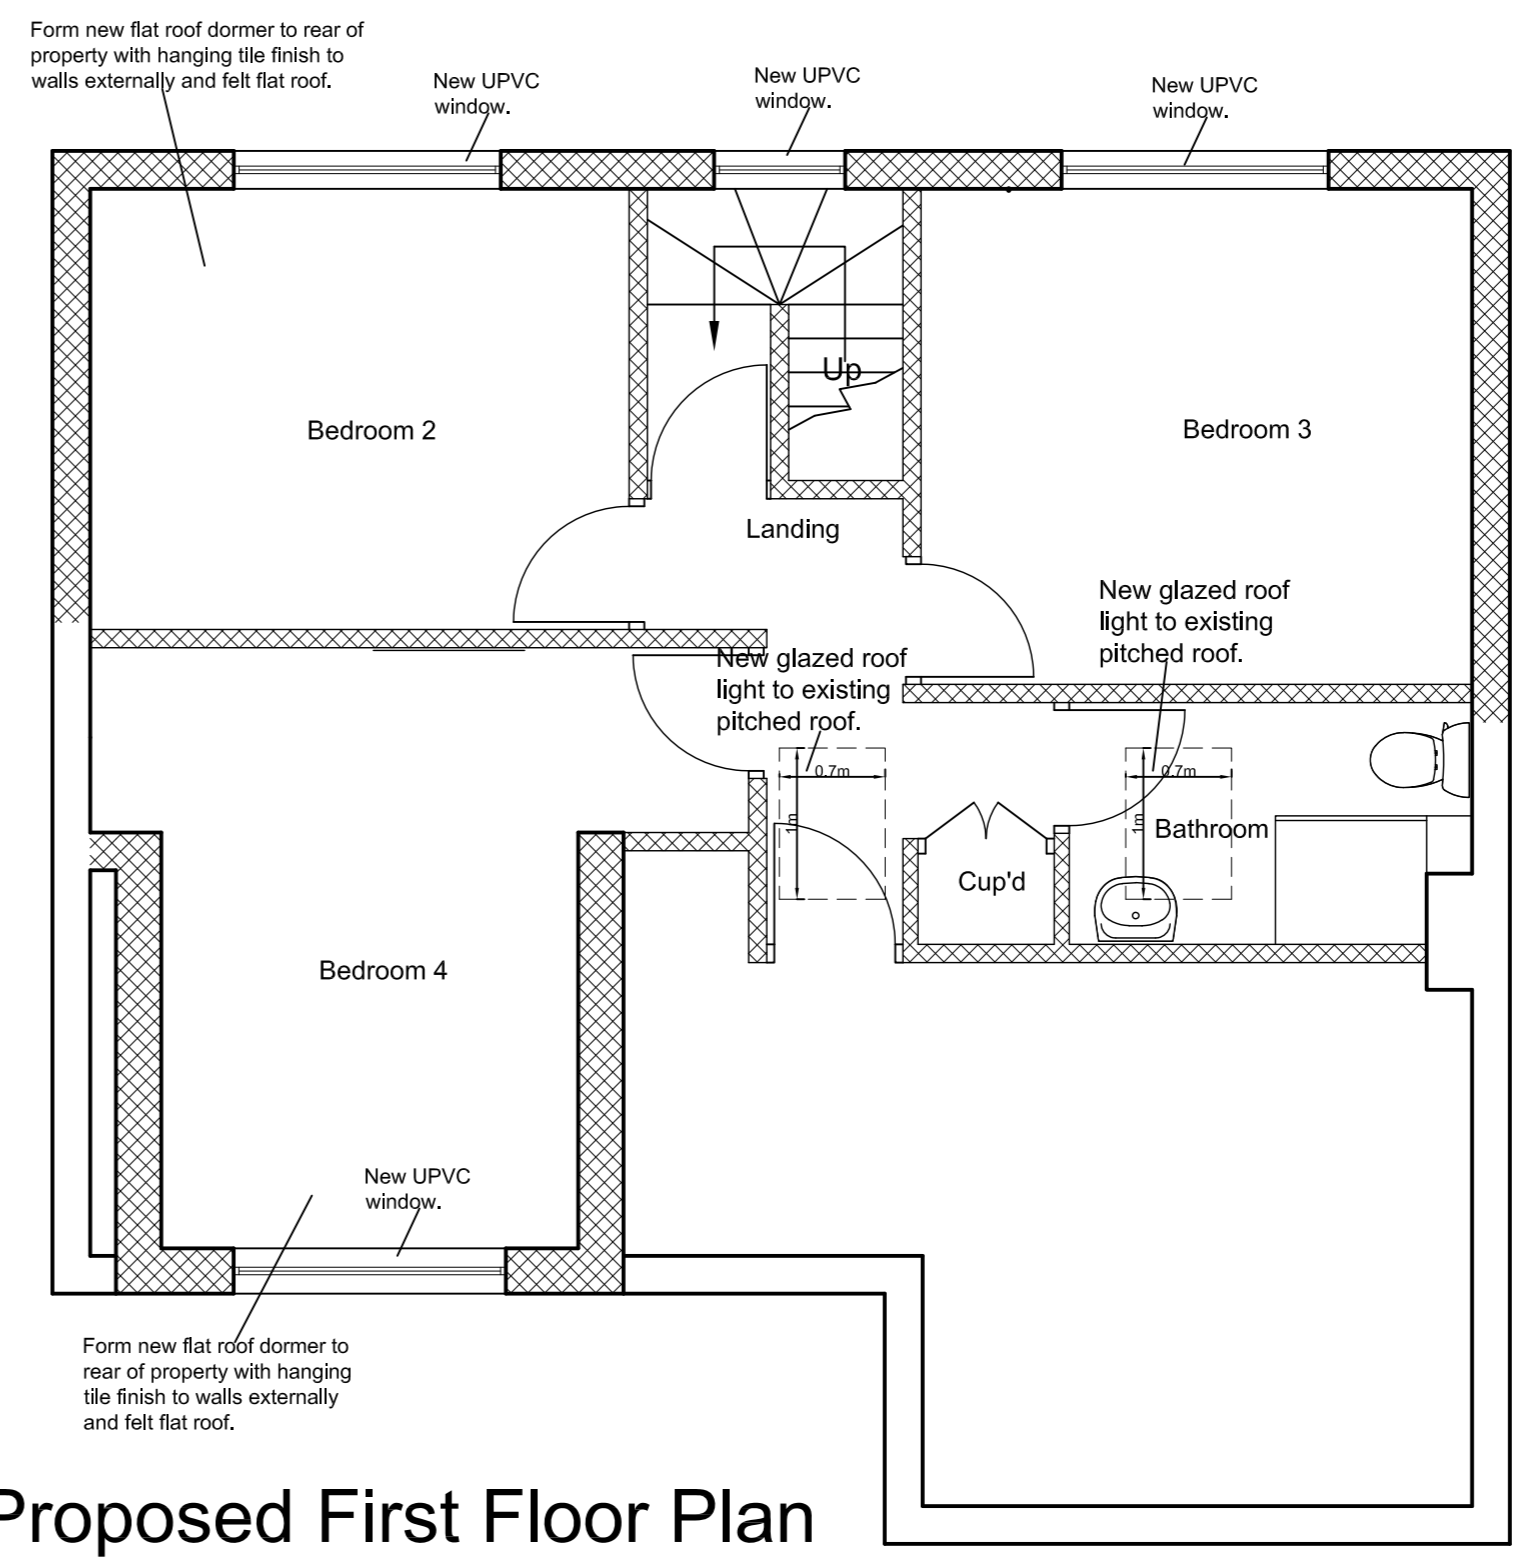 Form new flat roof dormer to rear of
property with hanging tile finish to
walls externally and felt flat roof.
New UPVC
window.
New UPVC
window.
New UPVC
window.
Up
Bedroom 2
Bedroom 3
Landing
New glazed roof
light to existing
pitched roof.
New glazed roof
light to existing
pitched roof.
0.7m
1m
0.7m
1m
Bathroom
Cup'd
Bedroom 4
New UPVC
window.
Form new flat roof dormer to
rear of property with hanging
tile finish to walls externally
and felt flat roof.
Proposed First Floor Plan